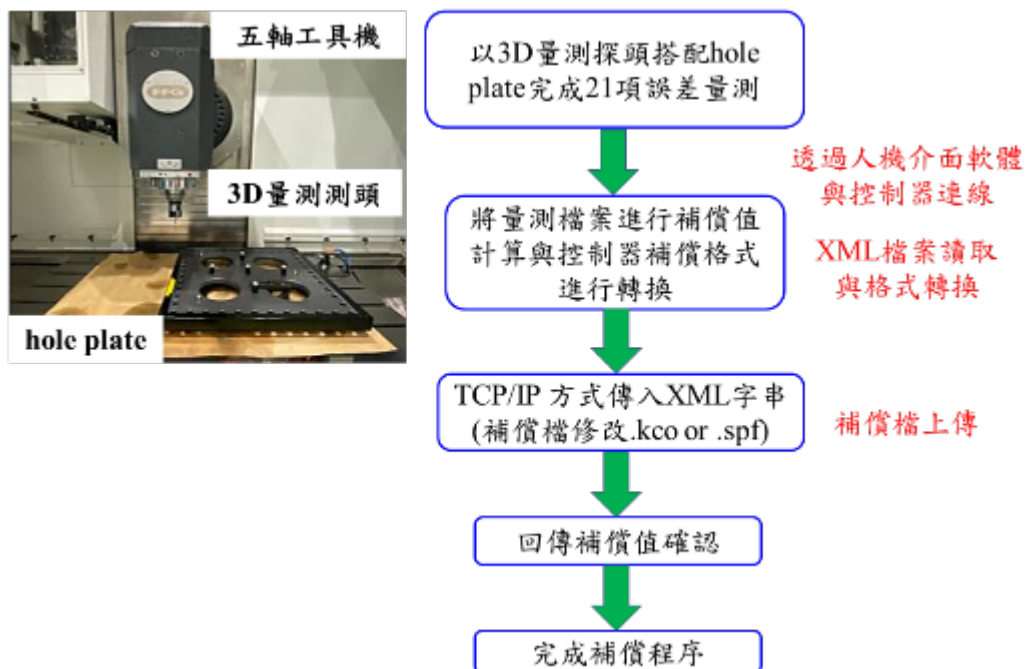 五軸工具機
FFG
3D量測測頭
hole plate
以3D量測探頭搭配hole
plate完成21項誤差量測
透過人機介面軟體
與控制器連線
將量測檔案進行補償值
計算與控制器補償格式
進行轉換
XML檔案讀取
與格式轉換
TCP/IP 方式傳入XML字串
(補償檔修改.kco or .spf)
補償檔上傳
回傳補償值確認
完成補償程序